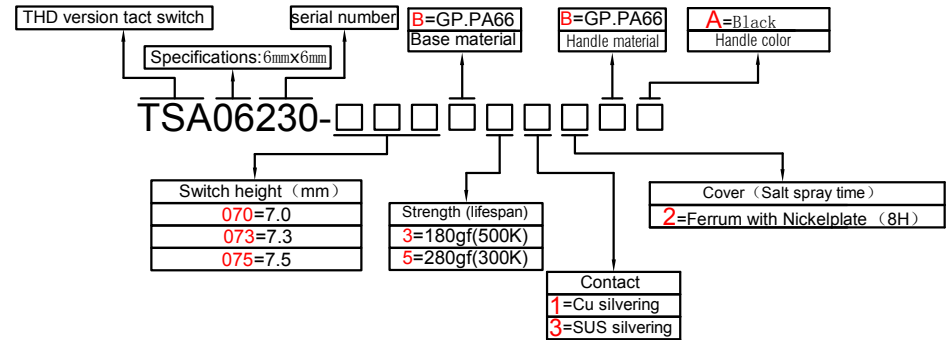 THD version tact switch
serial number
B=GP.PA66
Base material
B=GP.PA66
Handle material
A=Black
Handle color
Specifications:6mmx6mm
TSA06230-□□□□□□□□
Switch height（mm）
070=7.0
073=7.3
075=7.5
Strength (lifespan)
3=180gf(500K)
5=280gf(300K)
Contact
1=Cu silvering
3=SUS silvering
Cover（Salt spray time）
2=Ferrum with Nickelplate（8H）